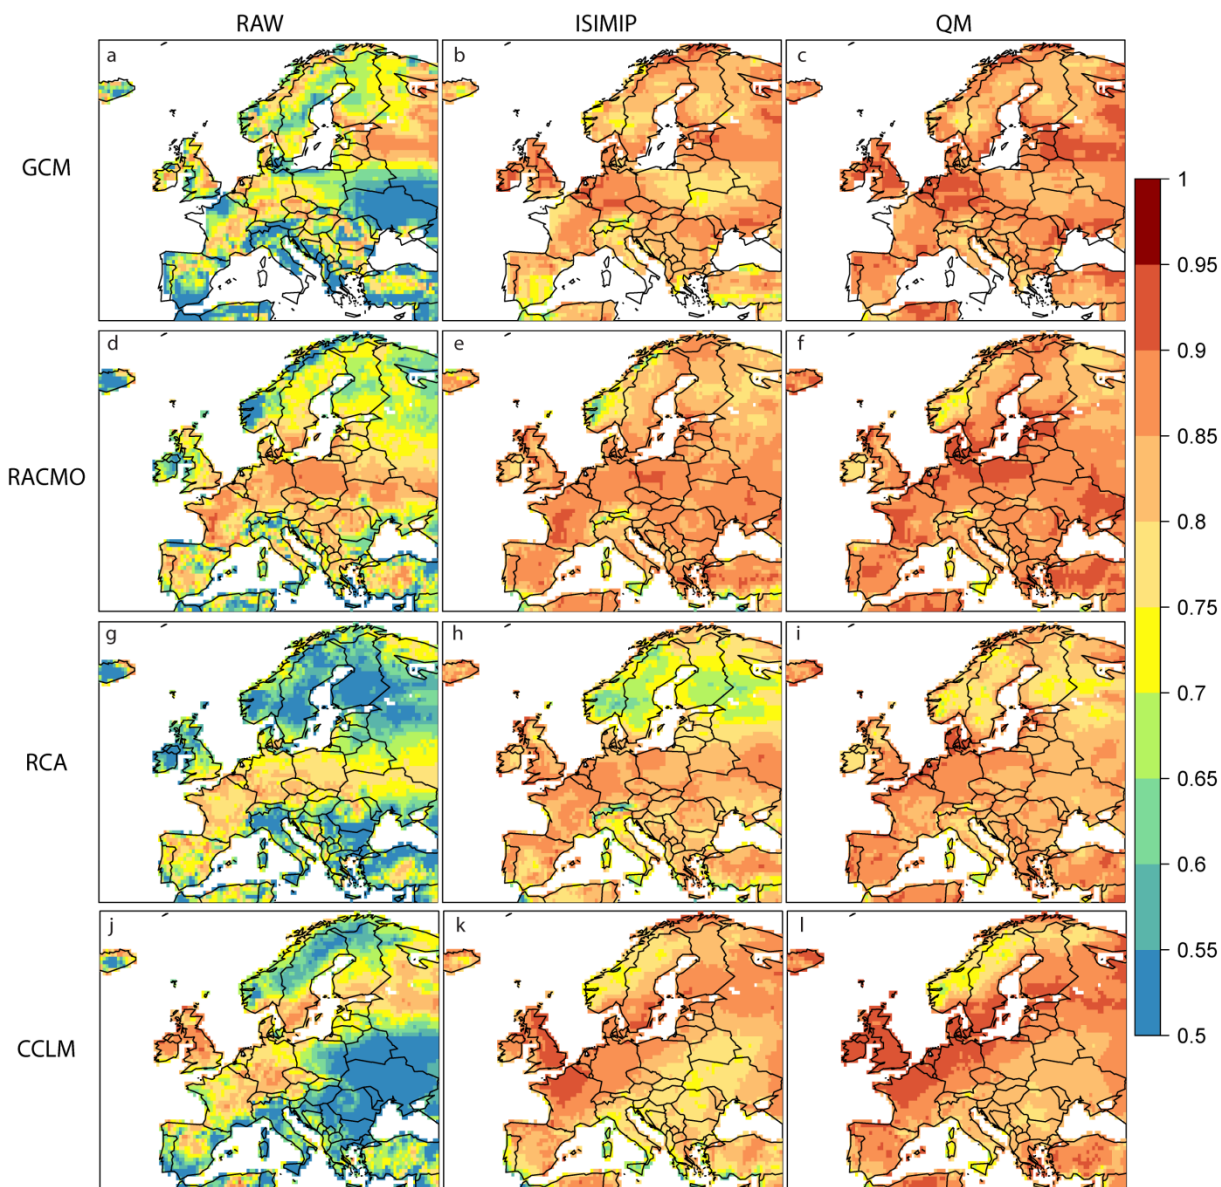 RAW ISIMIP QM
a b c
GCM
1
d e f
0.95
0.9
RACMO
0.85
0.8
0.75
g h i
0.7
0.65
RCA
0.6
0.55
j k l
0.5
CCLM